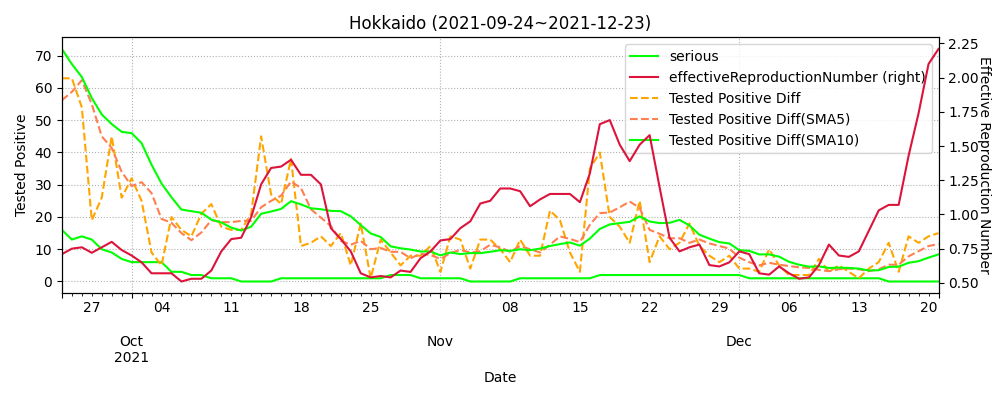 Hokkaido (2021-09-24~2021-12-23)
serious
effectiveReproductionNumber (right)
Tested Positive Diff
Tested Positive Diff(SMA5)
Tested Positive Diff(SMA10)
Tested Positive
70
60
50
40
30
20
10
0
2.25
2.00
1.75
1.50
1.25
1.00
0.75
0.50
Effective Reproduction Number
27 04 11 18 25 08 15 22 29 06 13 20
Oct Nov Dec
2021
Date